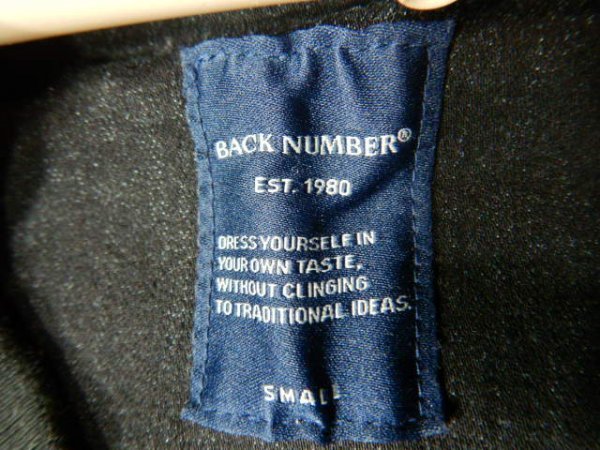 BACK NUMBER®
EST. 1980
DRESS YOURSELF IN
YOUR OWN TASTE,
WITHOUT CLINGING
TO TRADITIONAL IDEAS.
SMALL